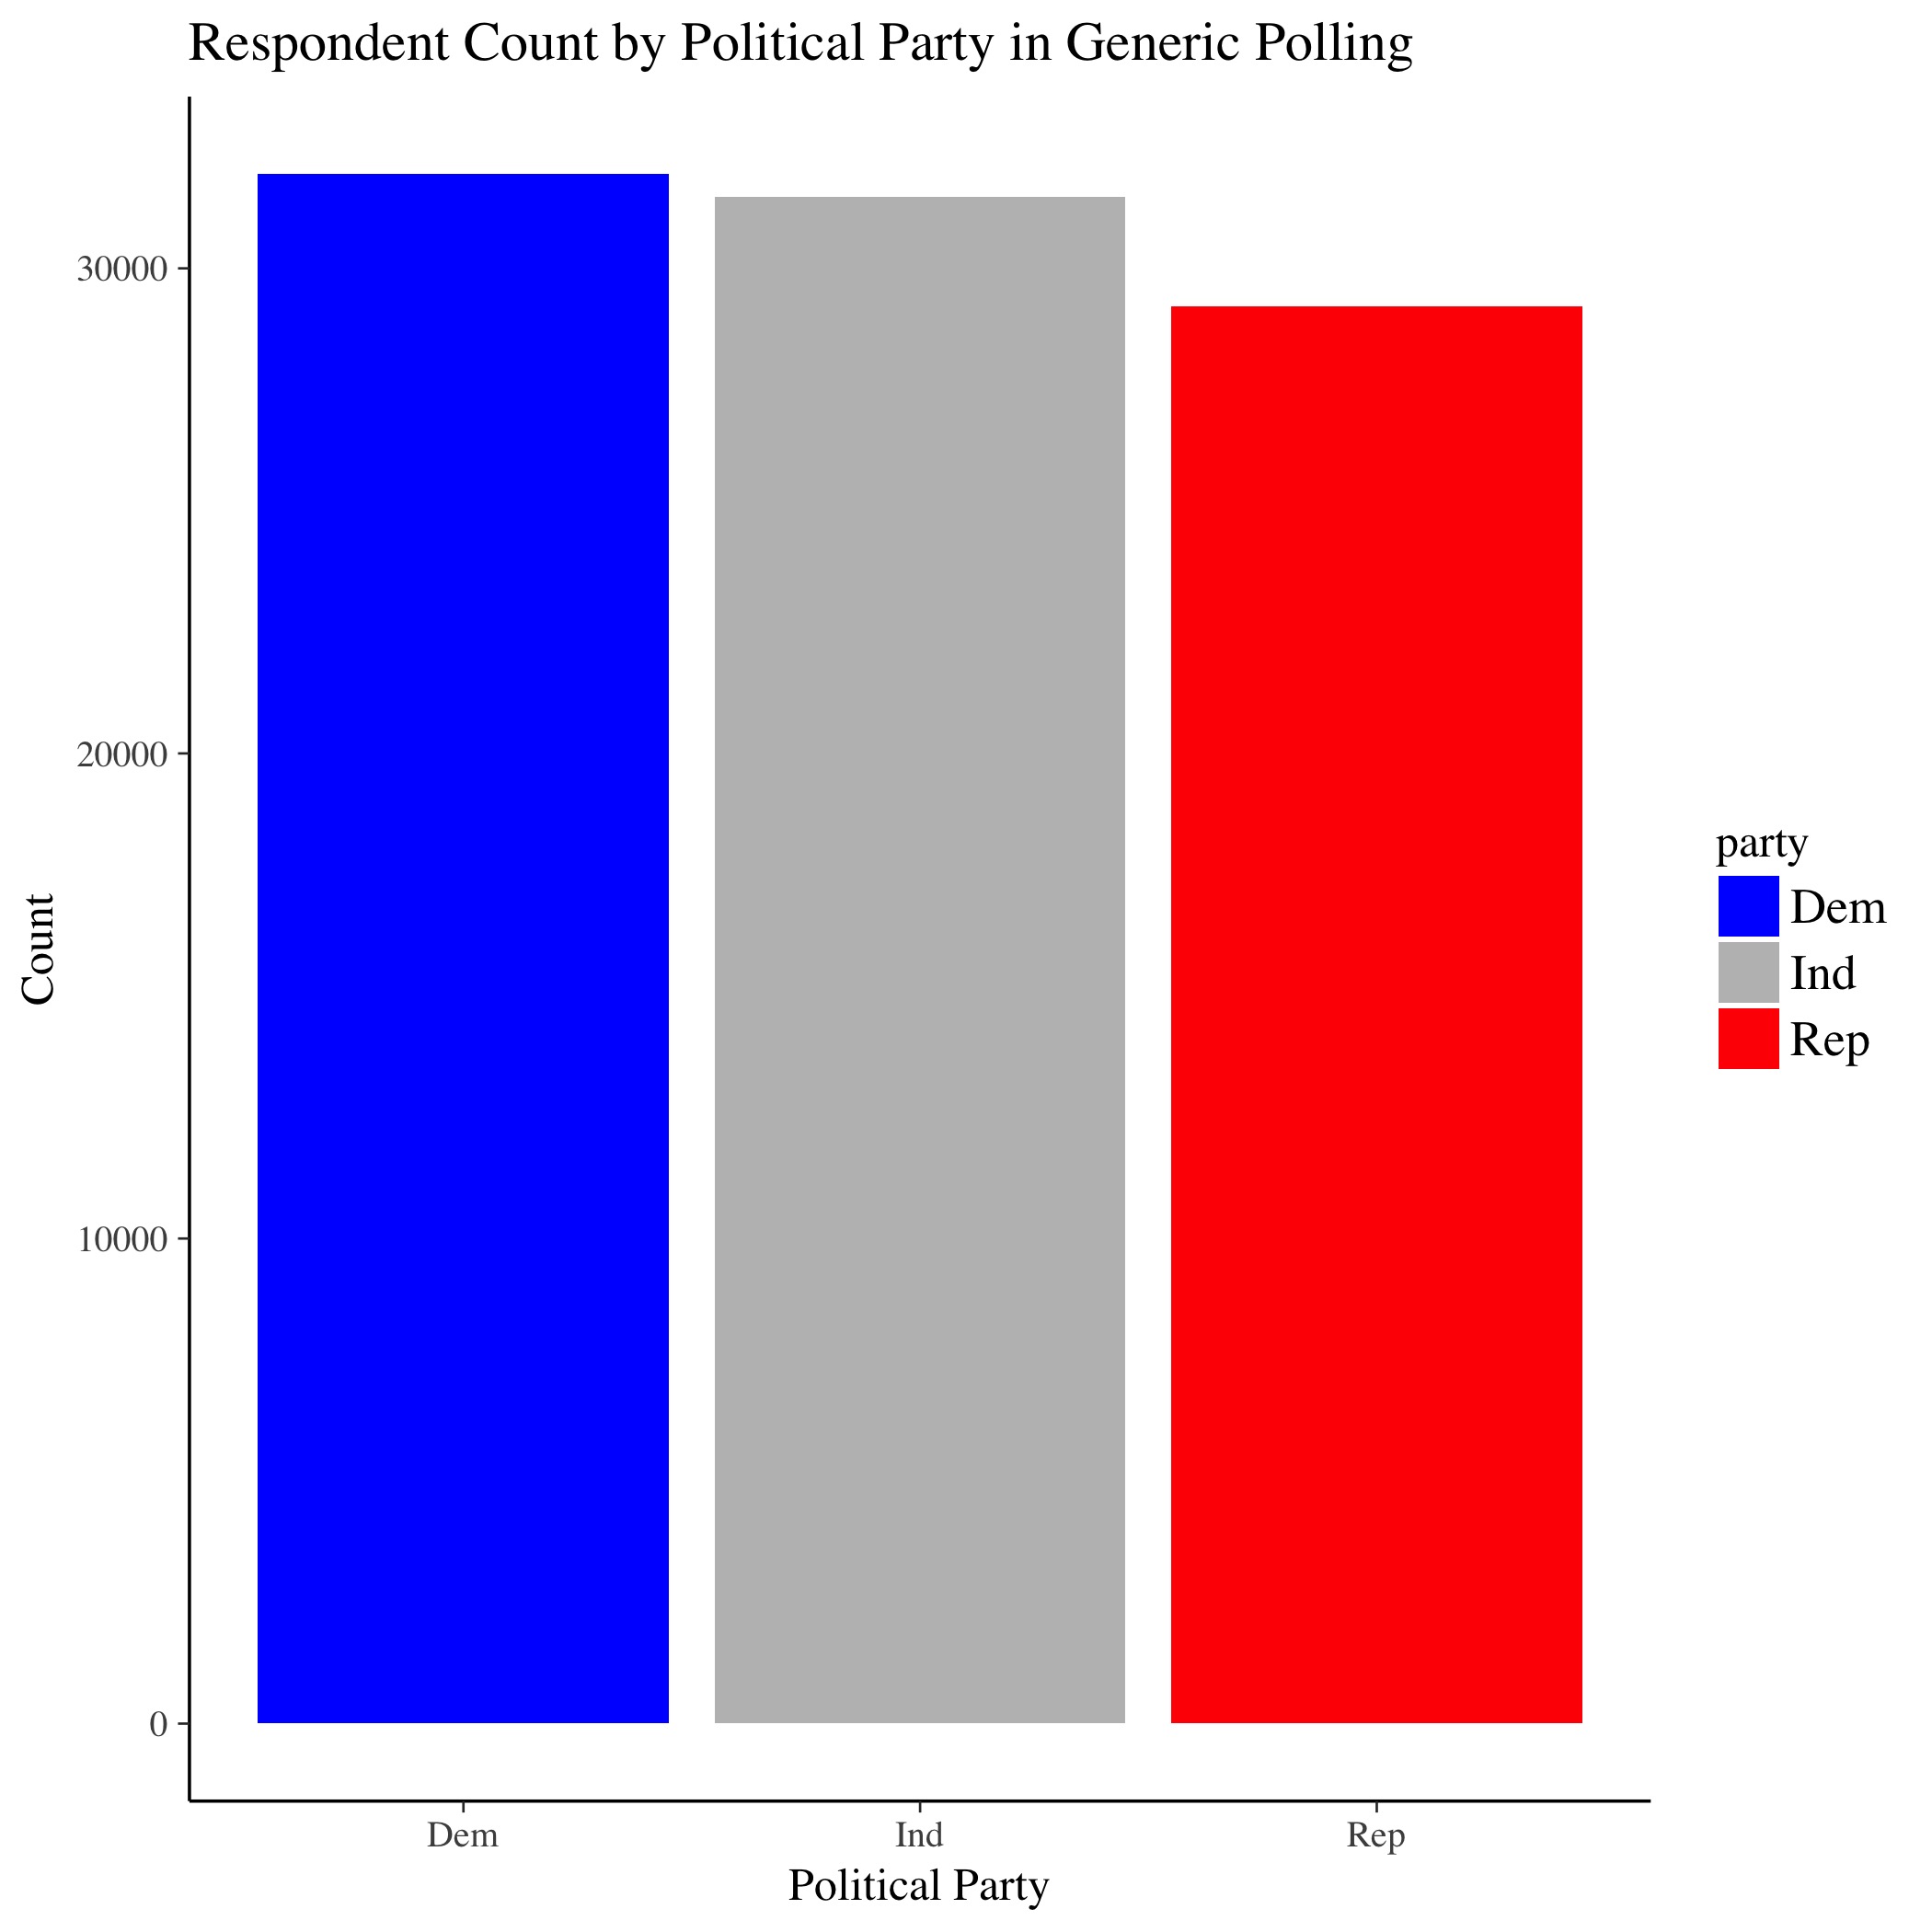 Respondent Count by Political Party in Generic Polling
Count
30000
20000
10000
0
Dem
Ind
Rep
Political Party
party
Dem
Ind
Rep